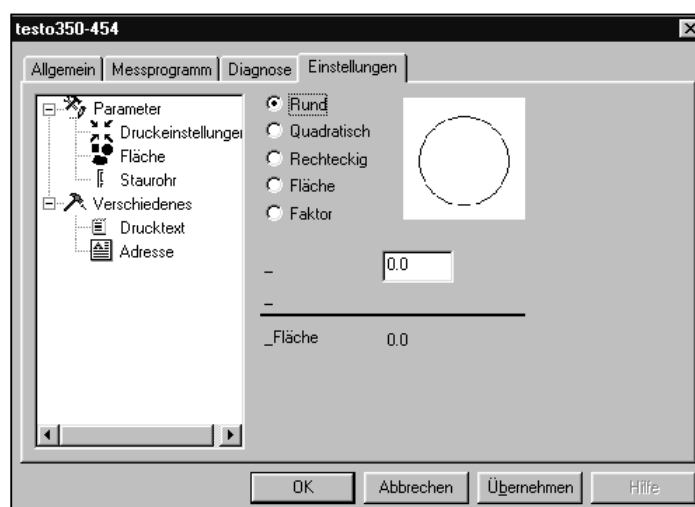 testo350-454
Allgemein Messprogramm Diagnose Einstellungen
Parameter
Druckeinstellunger
Fläche
Staurohr
Verschiedenes
Drucktext
Adresse
Rund
Quadratisch
Rechteckig
Fläche
Faktor
_ 0.0
_
_Fläche 0.0
OK Abbrechen Übernehmen Hilfe